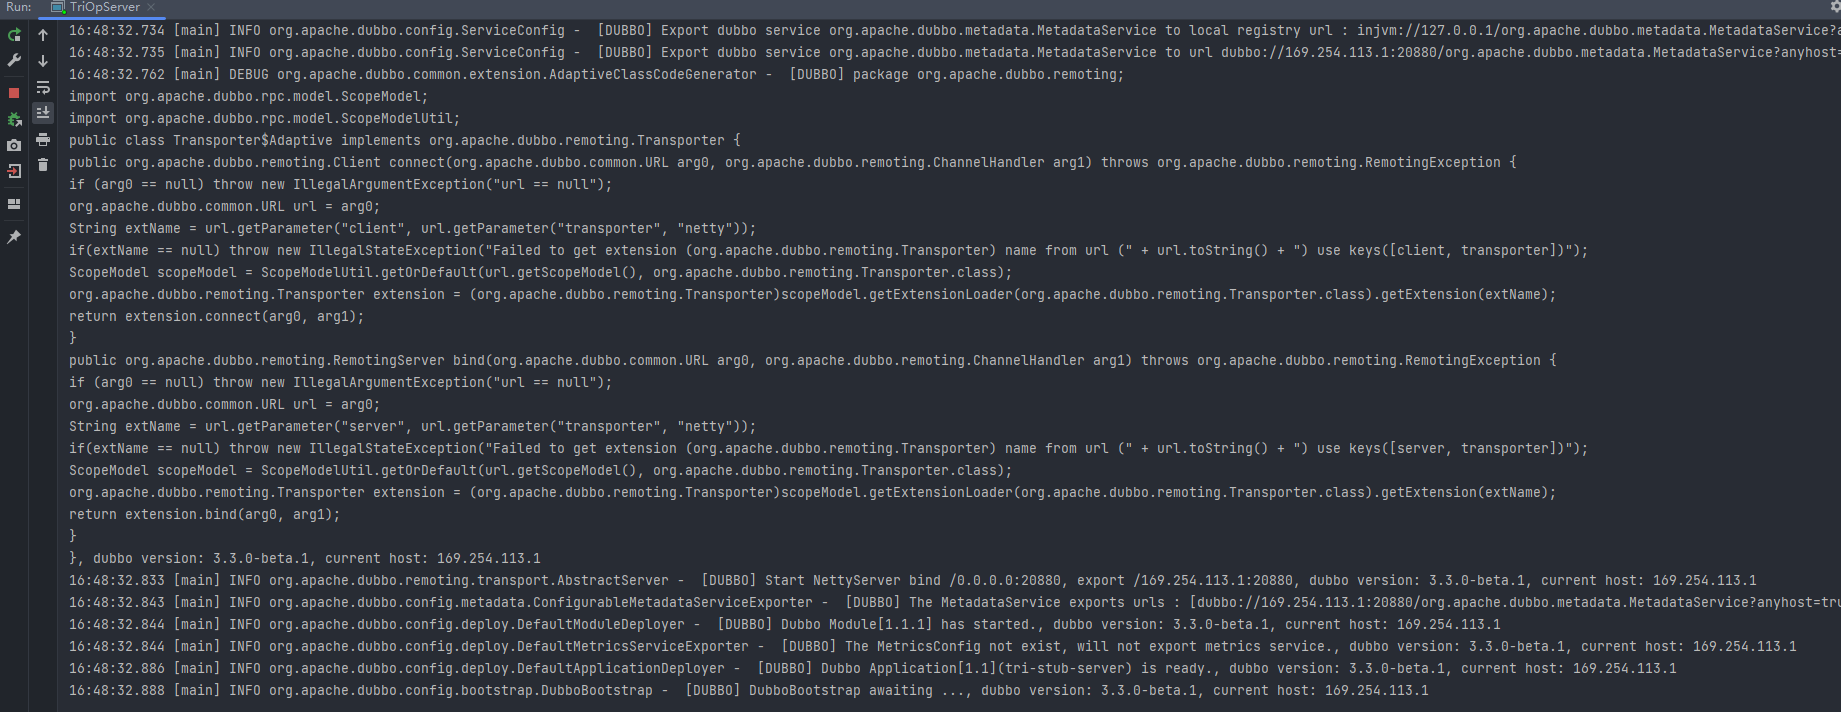 Run: TriOpServer
16:48:32.734 [main] INFO org.apache.dubbo.config.ServiceConfig -  [DUBBO] Export dubbo service org.apache.dubbo.metadata.MetadataService to local registry url : injvm://127.0.0.1/org.apache.dubbo.metadata.MetadataService?a
16:48:32.735 [main] INFO org.apache.dubbo.config.ServiceConfig -  [DUBBO] Export dubbo service org.apache.dubbo.metadata.MetadataService to url dubbo://169.254.113.1:20880/org.apache.dubbo.metadata.MetadataService?anyhost=
16:48:32.762 [main] DEBUG org.apache.dubbo.common.extension.AdaptiveClassCodeGenerator -  [DUBBO] package org.apache.dubbo.remoting;
import org.apache.dubbo.rpc.model.ScopeModel;
import org.apache.dubbo.rpc.model.ScopeModelUtil;
public class Transporter$Adaptive implements org.apache.dubbo.remoting.Transporter {
public org.apache.dubbo.remoting.Client connect(org.apache.dubbo.common.URL arg0, org.apache.dubbo.remoting.ChannelHandler arg1) throws org.apache.dubbo.remoting.RemotingException {
if (arg0 == null) throw new IllegalArgumentException("url == null");
org.apache.dubbo.common.URL url = arg0;
String extName = url.getParameter("client", url.getParameter("transporter", "netty"));
if(extName == null) throw new IllegalStateException("Failed to get extension (org.apache.dubbo.remoting.Transporter) name from url (" + url.toString() + ") use keys([client, transporter])");
ScopeModel scopeModel = ScopeModelUtil.getOrDefault(url.getScopeModel(), org.apache.dubbo.remoting.Transporter.class);
org.apache.dubbo.remoting.Transporter extension = (org.apache.dubbo.remoting.Transporter)scopeModel.getExtensionLoader(org.apache.dubbo.remoting.Transporter.class).getExtension(extName);
return extension.connect(arg0, arg1);
}
public org.apache.dubbo.remoting.RemotingServer bind(org.apache.dubbo.common.URL arg0, org.apache.dubbo.remoting.ChannelHandler arg1) throws org.apache.dubbo.remoting.RemotingException {
if (arg0 == null) throw new IllegalArgumentException("url == null");
org.apache.dubbo.common.URL url = arg0;
String extName = url.getParameter("server", url.getParameter("transporter", "netty"));
if(extName == null) throw new IllegalStateException("Failed to get extension (org.apache.dubbo.remoting.Transporter) name from url (" + url.toString() + ") use keys([server, transporter])");
ScopeModel scopeModel = ScopeModelUtil.getOrDefault(url.getScopeModel(), org.apache.dubbo.remoting.Transporter.class);
org.apache.dubbo.remoting.Transporter extension = (org.apache.dubbo.remoting.Transporter)scopeModel.getExtensionLoader(org.apache.dubbo.remoting.Transporter.class).getExtension(extName);
return extension.bind(arg0, arg1);
}
}, dubbo version: 3.3.0-beta.1, current host: 169.254.113.1
16:48:32.833 [main] INFO org.apache.dubbo.remoting.transport.AbstractServer -  [DUBBO] Start NettyServer bind /0.0.0.0:20880, export /169.254.113.1:20880, dubbo version: 3.3.0-beta.1, current host: 169.254.113.1
16:48:32.843 [main] INFO org.apache.dubbo.config.metadata.ConfigurableMetadataServiceExporter -  [DUBBO] The MetadataService exports urls : [dubbo://169.254.113.1:20880/org.apache.dubbo.metadata.MetadataService?anyhost=tru
16:48:32.844 [main] INFO org.apache.dubbo.config.deploy.DefaultModuleDeployer -  [DUBBO] Dubbo Module[1.1.1] has started., dubbo version: 3.3.0-beta.1, current host: 169.254.113.1
16:48:32.844 [main] INFO org.apache.dubbo.config.deploy.DefaultMetricsServiceExporter -  [DUBBO] The MetricsConfig not exist, will not export metrics service., dubbo version: 3.3.0-beta.1, current host: 169.254.113.1
16:48:32.886 [main] INFO org.apache.dubbo.config.deploy.DefaultApplicationDeployer -  [DUBBO] Dubbo Application[1.1](tri-stub-server) is ready., dubbo version: 3.3.0-beta.1, current host: 169.254.113.1
16:48:32.888 [main] INFO org.apache.dubbo.config.bootstrap.DubboBootstrap -  [DUBBO] DubboBootstrap awaiting ..., dubbo version: 3.3.0-beta.1, current host: 169.254.113.1